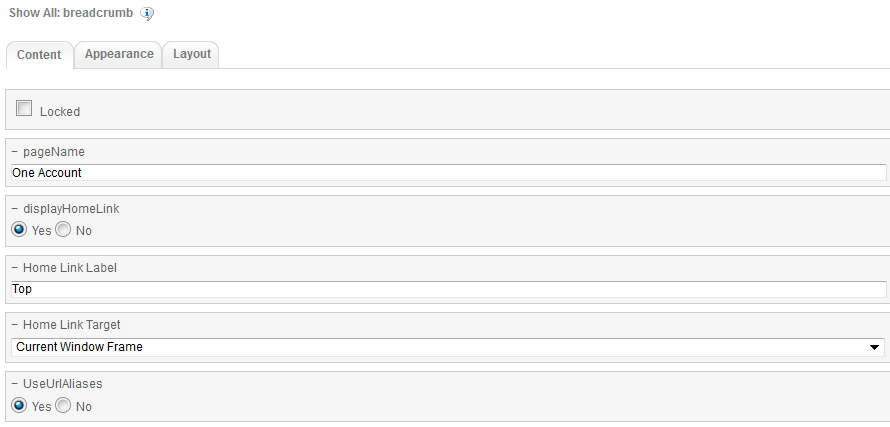 Show All: breadcrumb
Content Appearance Layout
Locked
− pageName
One Account
− displayHomeLink
Yes No
− Home Link Label
Top
− Home Link Target
Current Window Frame
− UseUrlAliases
Yes No